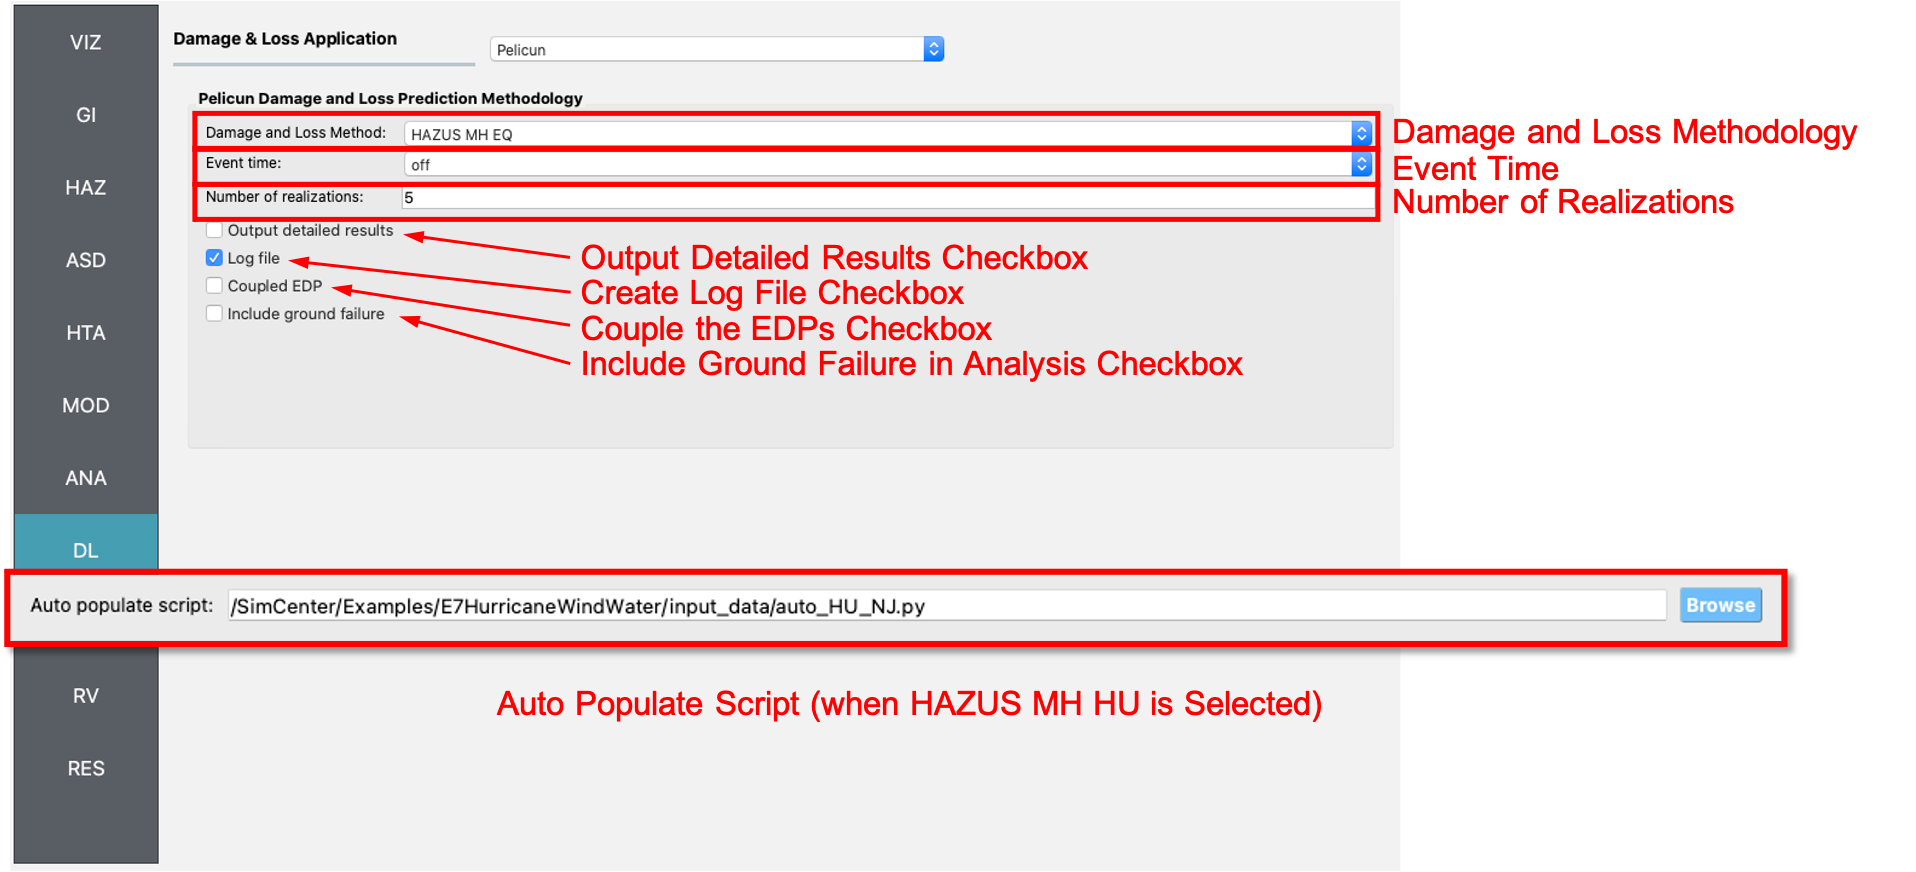 VIZ
GI
HAZ
ASD
HTA
MOD
ANA
DL
RV
RES
Damage & Loss Application
Pelicun
Pelicun Damage and Loss Prediction Methodology
Damage and Loss Method: HAZUS MH EQ
Damage and Loss Methodology
Event time: off
Event Time
Number of realizations: 5
Number of Realizations
Output detailed results
Output Detailed Results Checkbox
Log file
Create Log File Checkbox
Coupled EDP
Couple the EDPs Checkbox
Include ground failure
Include Ground Failure in Analysis Checkbox
Auto populate script: /SimCenter/Examples/E7HurricaneWindWater/input_data/auto_HU_NJ.py Browse
Auto Populate Script (when HAZUS MH HU is Selected)